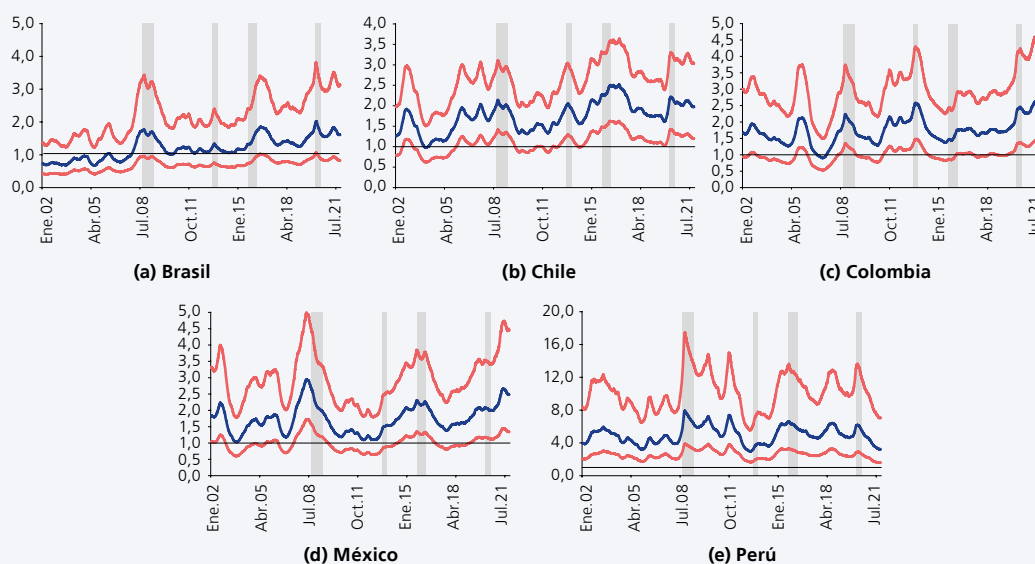 5,0
4,0
3,0
2,0
1,0
0,0
Ene.02
Abr.05
Jul.08
Oct.11
Ene.15
Abr.18
Jul.21
(a) Brasil
4,0
3,5
3,0
2,5
2,0
1,5
1,0
0,5
0,0
Ene.02
Abr.05
Jul.08
Oct.11
Ene.15
Abr.18
Jul.21
(b) Chile
5,0
4,5
4,0
3,5
3,0
2,5
2,0
1,5
1,0
0,5
0,0
Ene.02
Abr.05
Jul.08
Oct.11
Ene.15
Abr.18
Jul.21
(c) Colombia
5,0
4,5
4,0
3,5
3,0
2,5
2,0
1,5
1,0
0,5
0,0
Ene.02
Abr.05
Jul.08
Oct.11
Ene.15
Abr.18
Jul.21
(d) México
20,0
16,0
12,0
8,0
4,0
0,0
Ene.02
Abr.05
Jul.08
Oct.11
Ene.15
Abr.18
Jul.21
(e) Perú